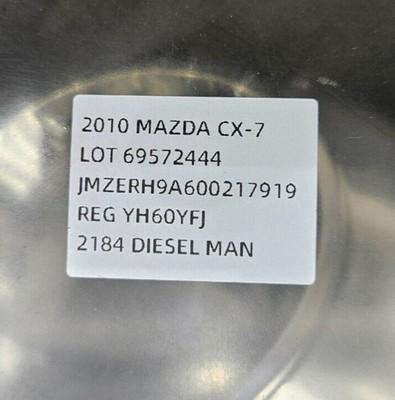 2010 MAZDA CX-7
LOT 69572444
JMZERH9A600217919
REG YH60YFJ
2184 DIESEL MAN